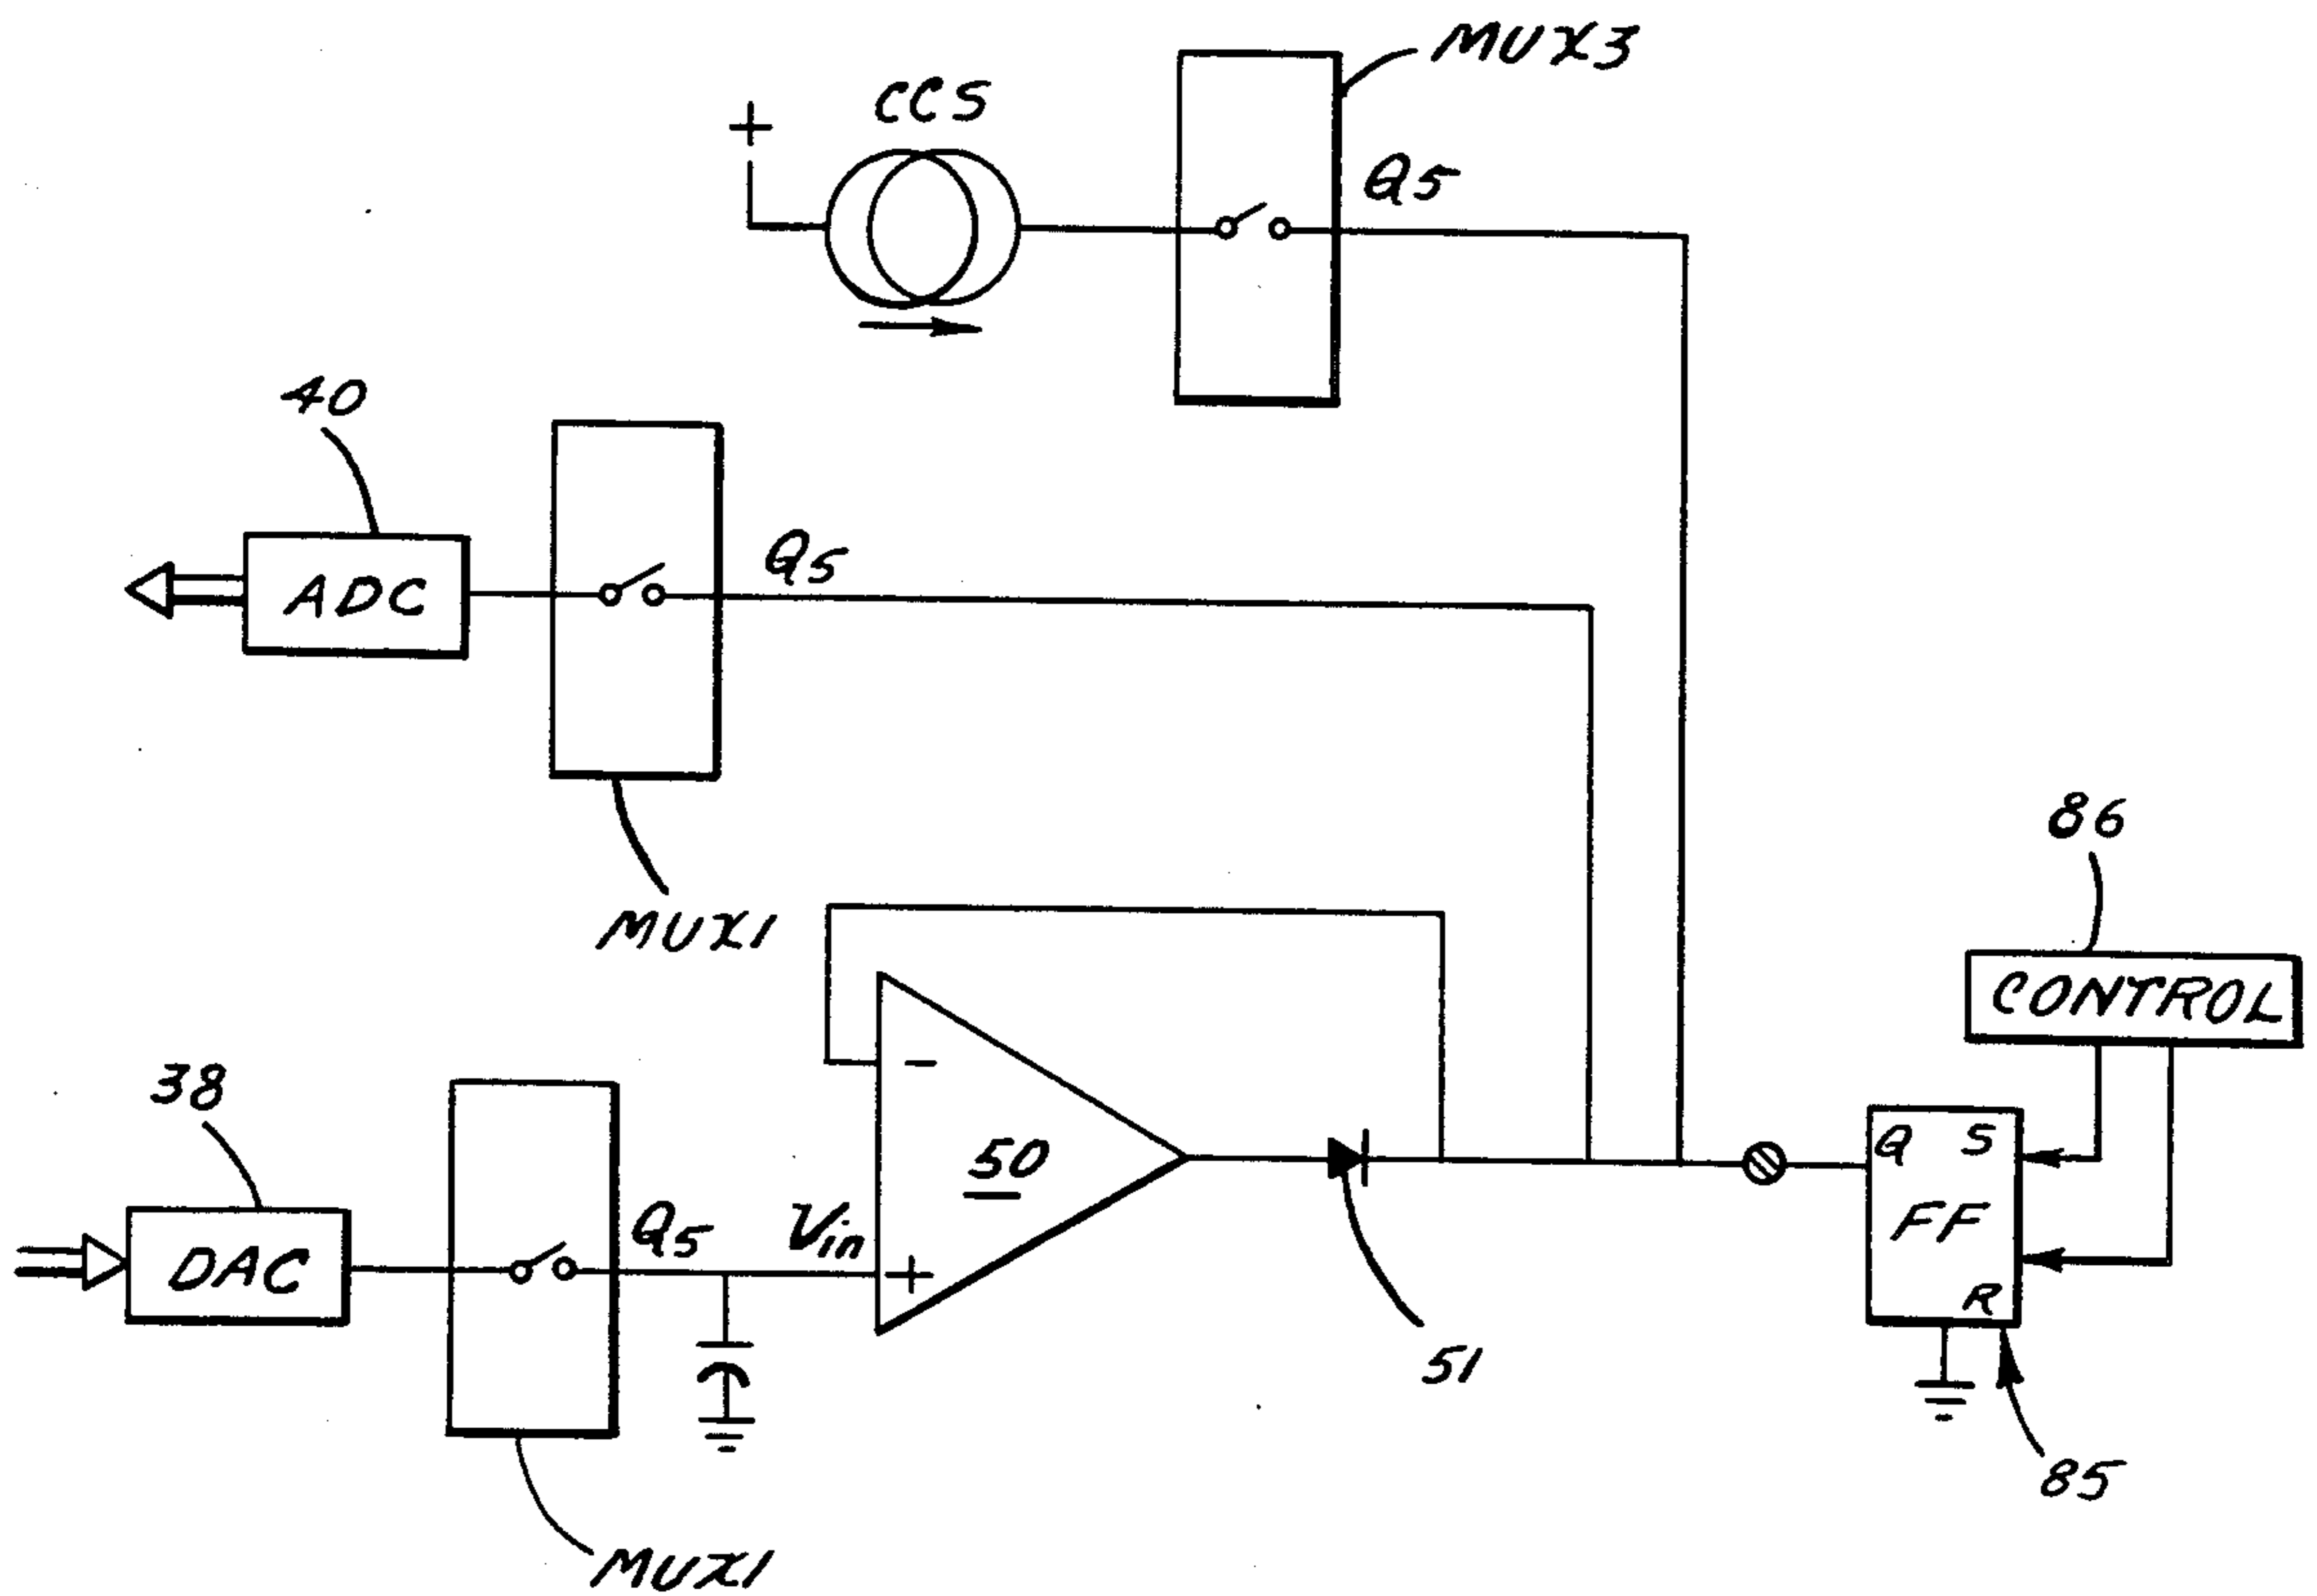 MUX3
CCS
+
Q5
40
ADC
Q5
MUX1
86
CONTROL
38
DAC
Q5
Vin
-
+
50
51
Q S
FF
R
85
MUX1